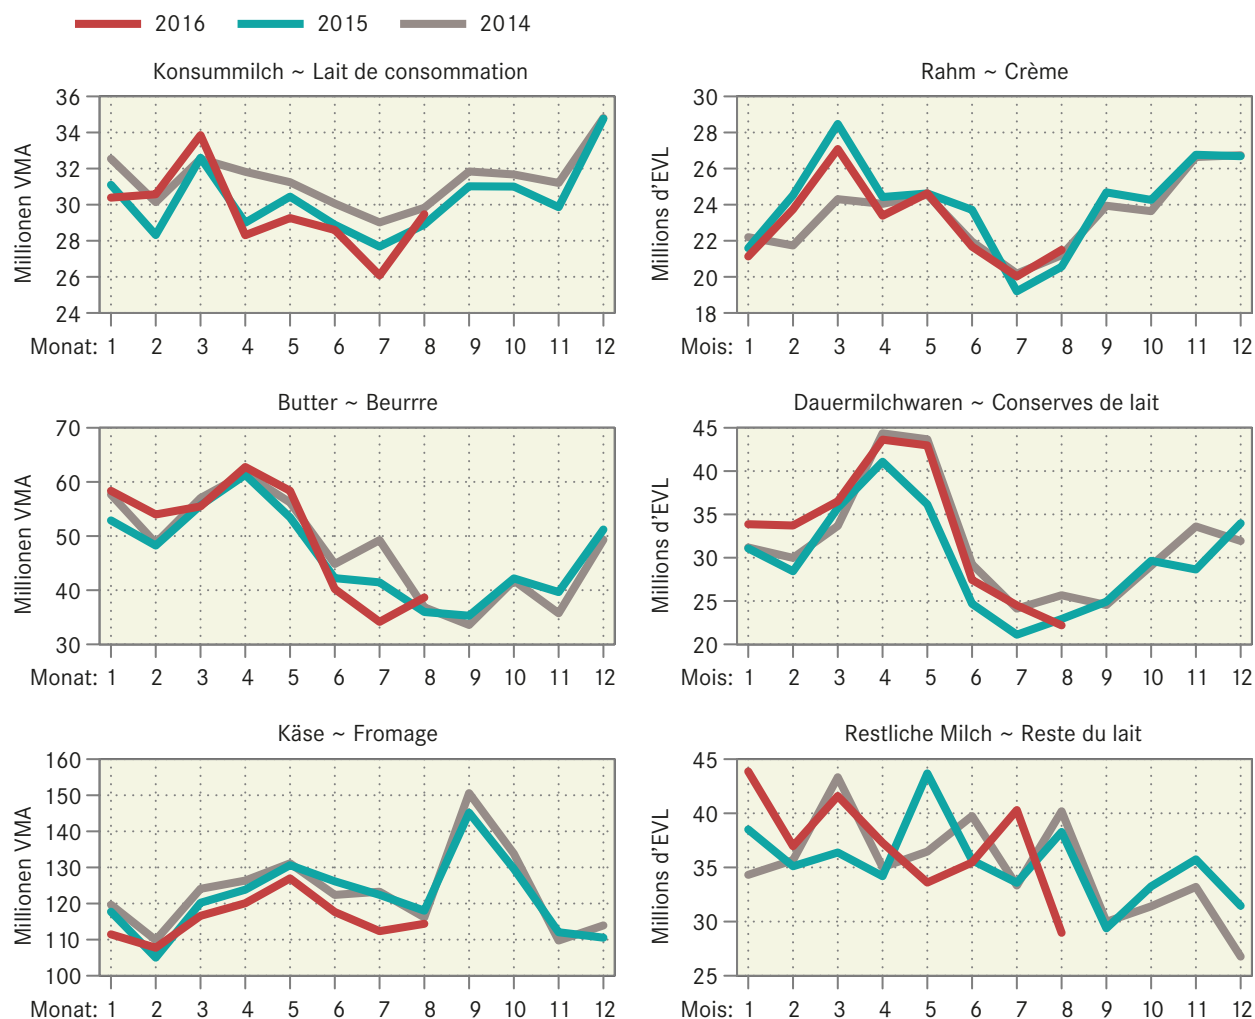 2016 2015 2014
Konsummilch ~ Lait de consommation
Millionen VMA
36
34
32
30
28
26
24
Monat: 1 2 3 4 5 6 7 8 9 10 11 12
Rahm ~ Crème
Millions d'EVL
30
28
26
24
22
20
18
Mois: 1 2 3 4 5 6 7 8 9 10 11 12
Butter ~ Beurrre
Millionen VMA
70
60
50
40
30
Monat: 1 2 3 4 5 6 7 8 9 10 11 12
Dauermilchwaren ~ Conserves de lait
Millions d'EVL
45
40
35
30
25
20
Mois: 1 2 3 4 5 6 7 8 9 10 11 12
Käse ~ Fromage
Millionen VMA
160
150
140
130
120
110
100
Monat: 1 2 3 4 5 6 7 8 9 10 11 12
Restliche Milch ~ Reste du lait
Millions d'EVL
45
40
35
30
25
Mois: 1 2 3 4 5 6 7 8 9 10 11 12